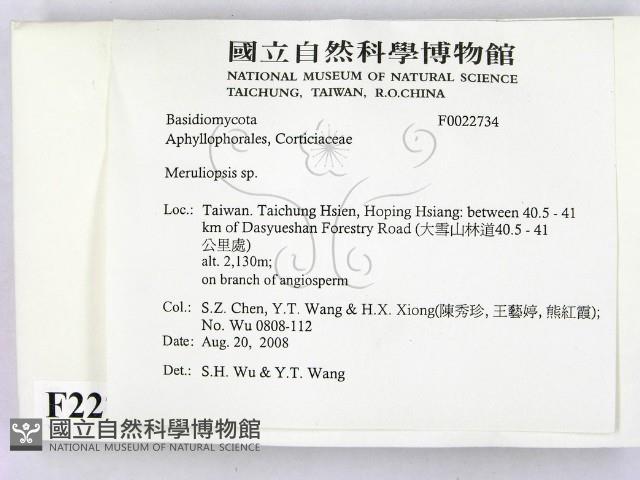 國立自然科學博物館
NATIONAL MUSEUM OF NATURAL SCIENCE
TAICHUNG, TAIWAN, R.O.CHINA
Basidiomycota F0022734
Aphyllophorales, Corticiaceae
Meruliopsis sp.
Loc.: Taiwan. Taichung Hsien, Hoping Hsiang: between 40.5 - 41
km of Dasyueshan Forestry Road (大雪山林道40.5 - 41
公里處)
alt. 2,130m;
on branch of angiosperm
Col.: S.Z. Chen, Y.T. Wang & H.X. Xiong(陳秀珍, 王藝婷, 熊紅霞);
No. Wu 0808-112
Date: Aug. 20, 2008
Det.: S.H. Wu & Y.T. Wang
F22
國立自然科學博物館
NATIONAL MUSEUM OF NATURAL SCIENCE